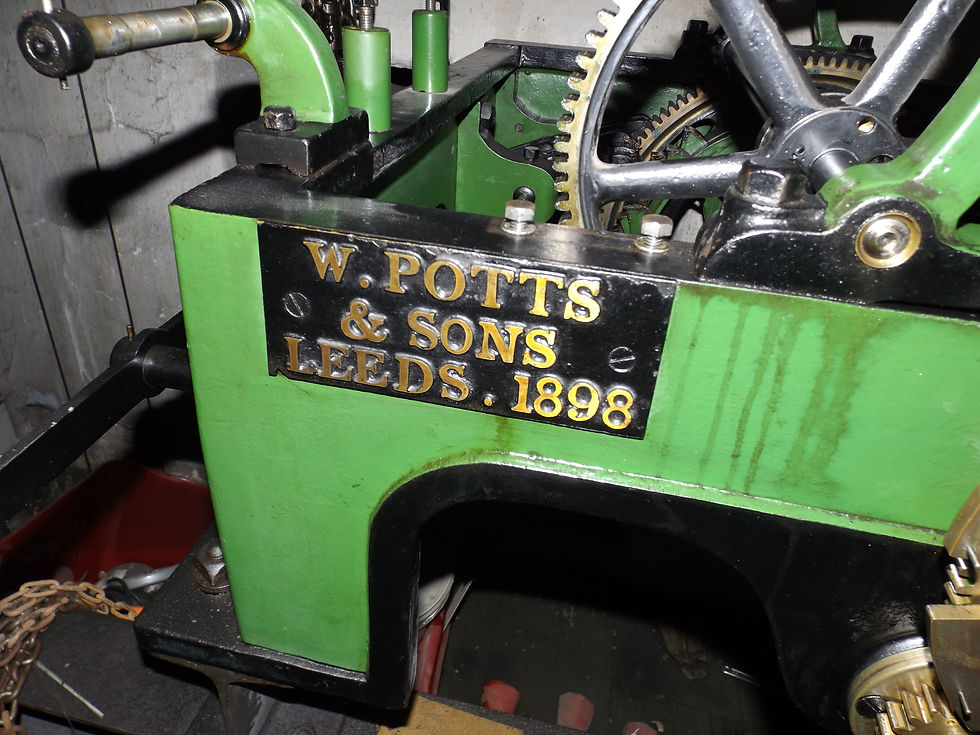 W. POTTS
& SONS
LEEDS. 1898